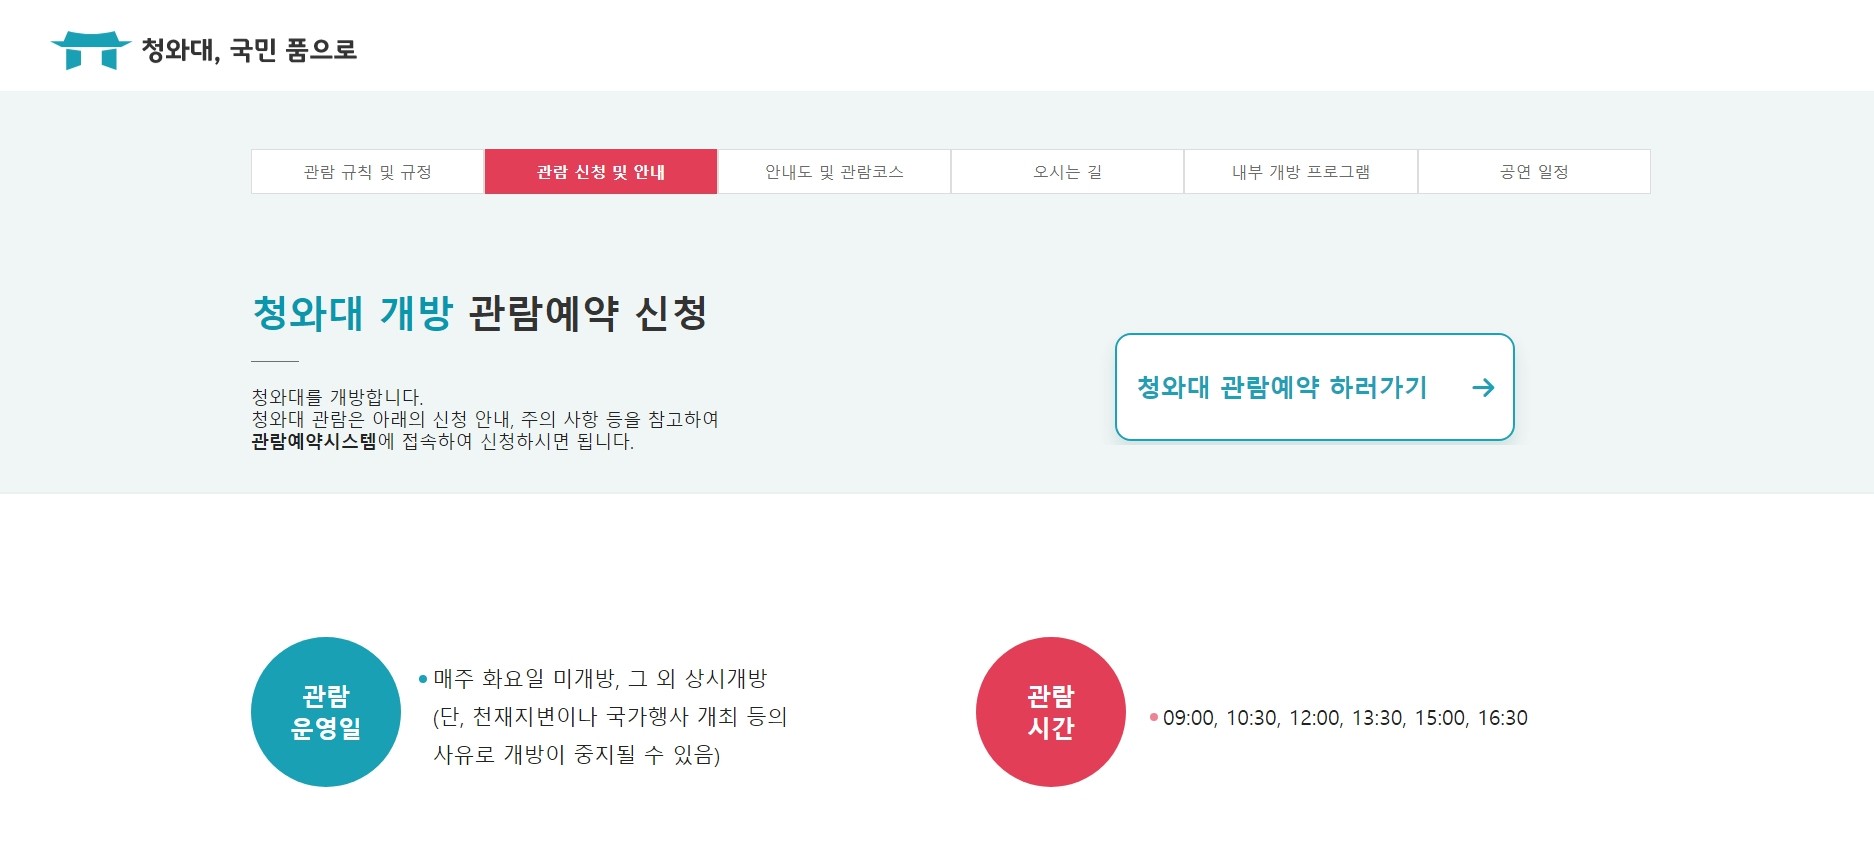 청와대, 국민 품으로
관람 규칙 및 규정
관람 신청 및 안내
안내도 및 관람코스
오시는 길
내부 개방 프로그램
공연 일정
청와대 개방 관람예약 신청
청와대를 개방합니다.
청와대 관람은 아래의 신청 안내, 주의 사항 등을 참고하여
관람예약시스템에 접속하여 신청하시면 됩니다.
청와대 관람예약 하러가기
관람
운영일
매주 화요일 미개방, 그 외 상시개방
(단, 천재지변이나 국가행사 개최 등의
사유로 개방이 중지될 수 있음)
관람
시간
09:00, 10:30, 12:00, 13:30, 15:00, 16:30